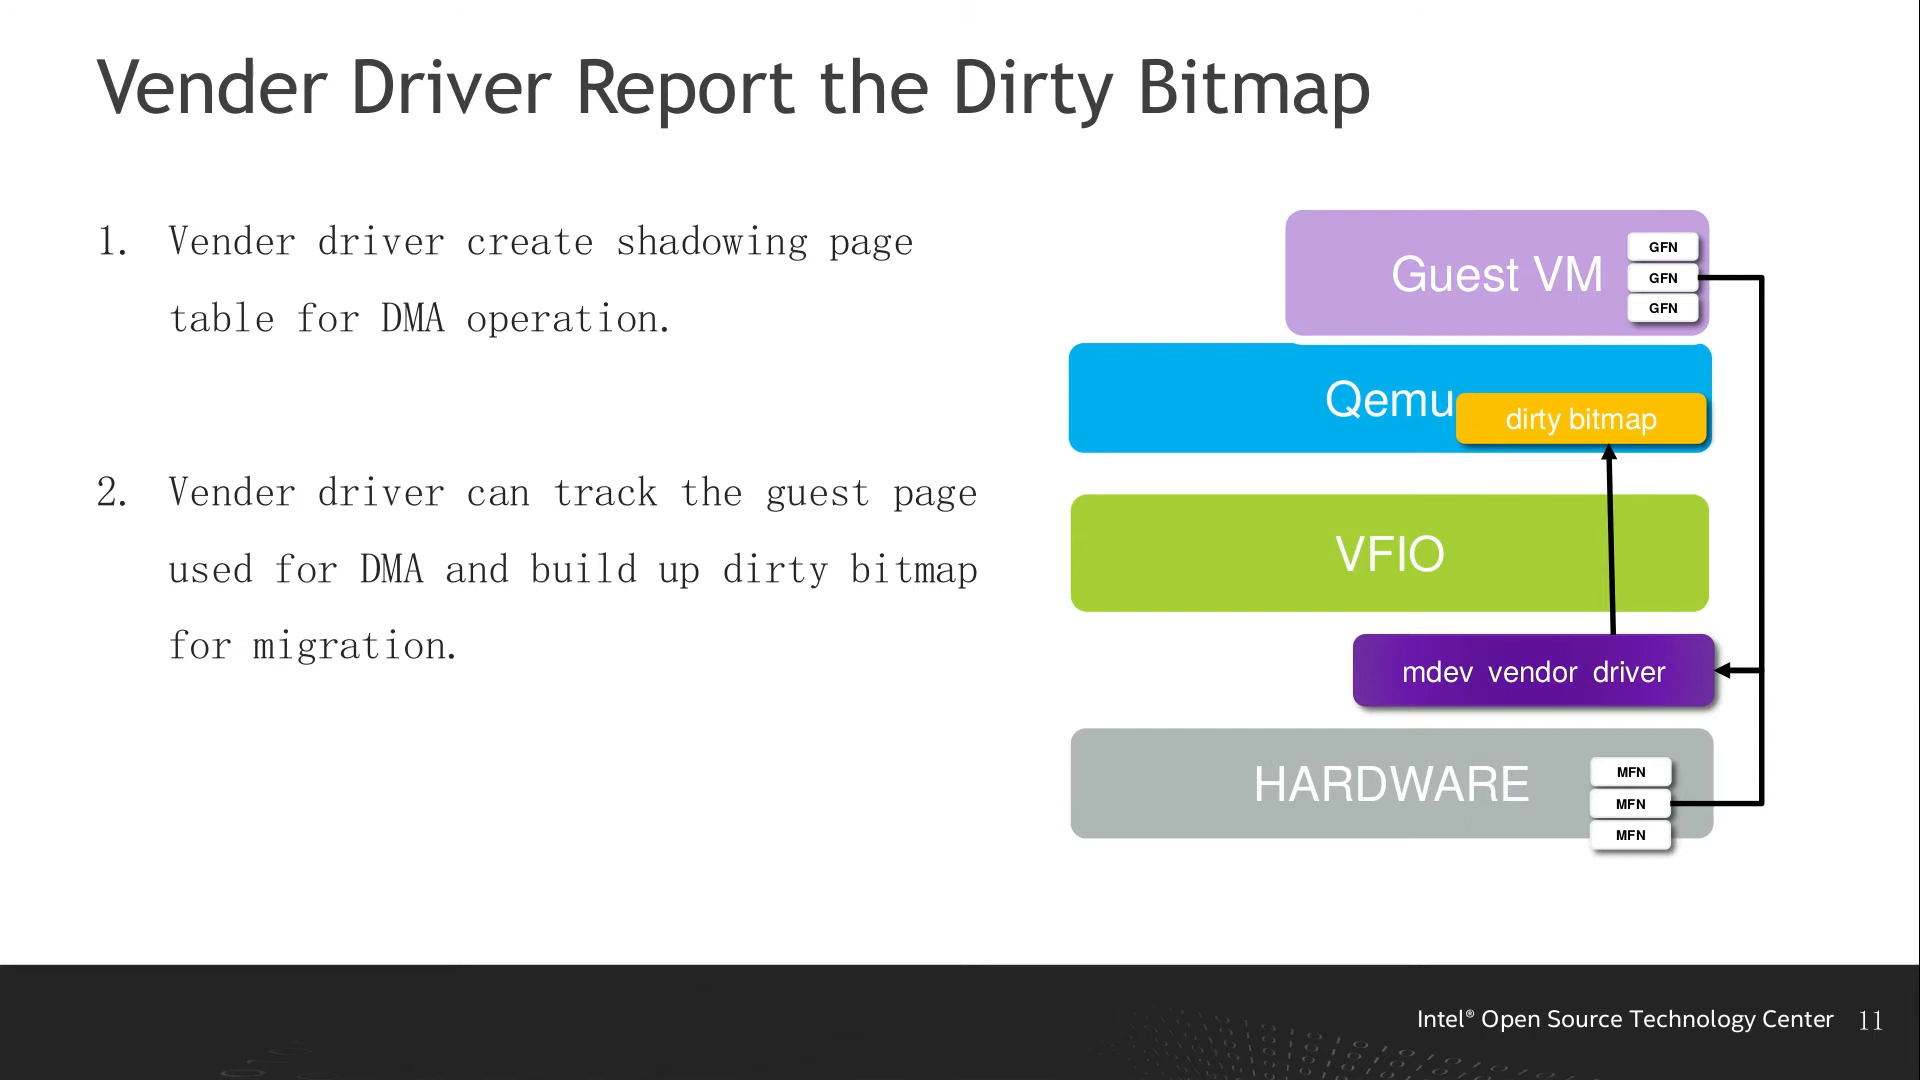 Vender Driver Report the Dirty Bitmap
1. Vender driver create shadowing page
table for DMA operation.
2. Vender driver can track the guest page
used for DMA and build up dirty bitmap
for migration.
Guest VM
GFN
GFN
GFN
Qemu
dirty bitmap
VFIO
mdev vendor driver
HARDWARE
MFN
MFN
MFN
Intel® Open Source Technology Center 11